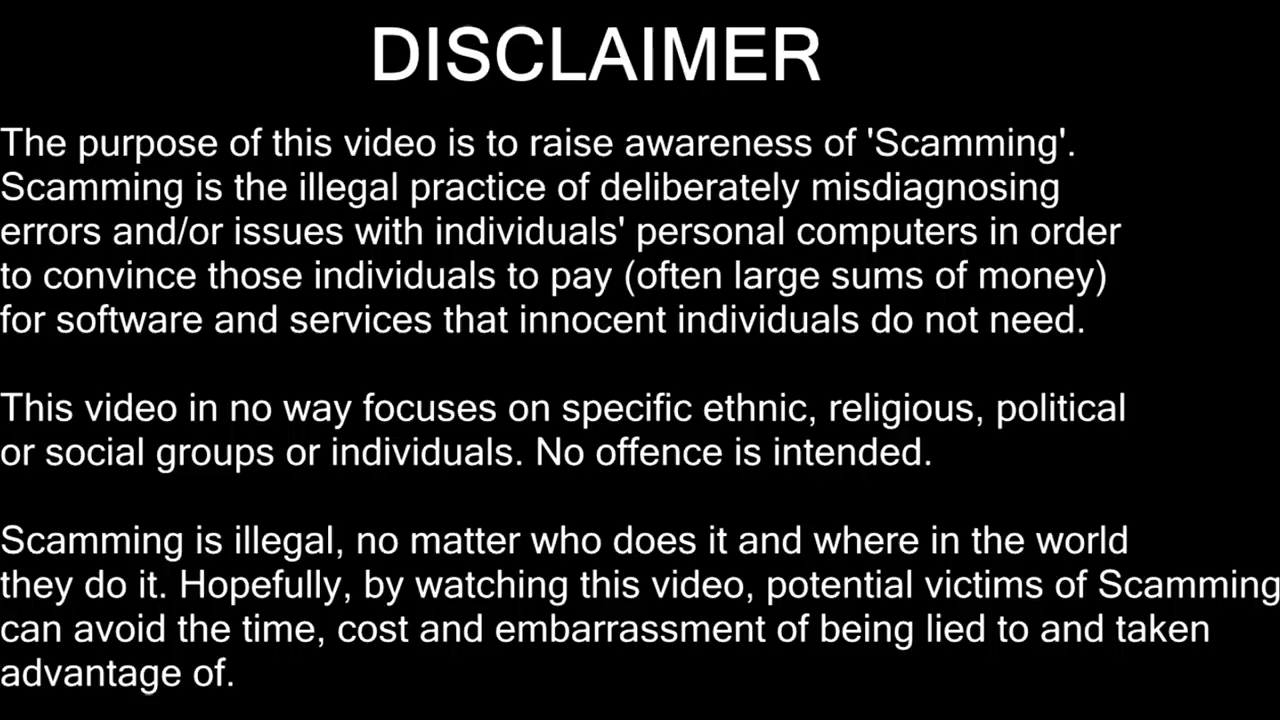 DISCLAIMER
The purpose of this video is to raise awareness of 'Scamming'.
Scamming is the illegal practice of deliberately misdiagnosing
errors and/or issues with individuals' personal computers in order
to convince those individuals to pay (often large sums of money)
for software and services that innocent individuals do not need.
This video in no way focuses on specific ethnic, religious, political
or social groups or individuals. No offence is intended.
Scamming is illegal, no matter who does it and where in the world
they do it. Hopefully, by watching this video, potential victims of Scamming
can avoid the time, cost and embarrassment of being lied to and taken
advantage of.